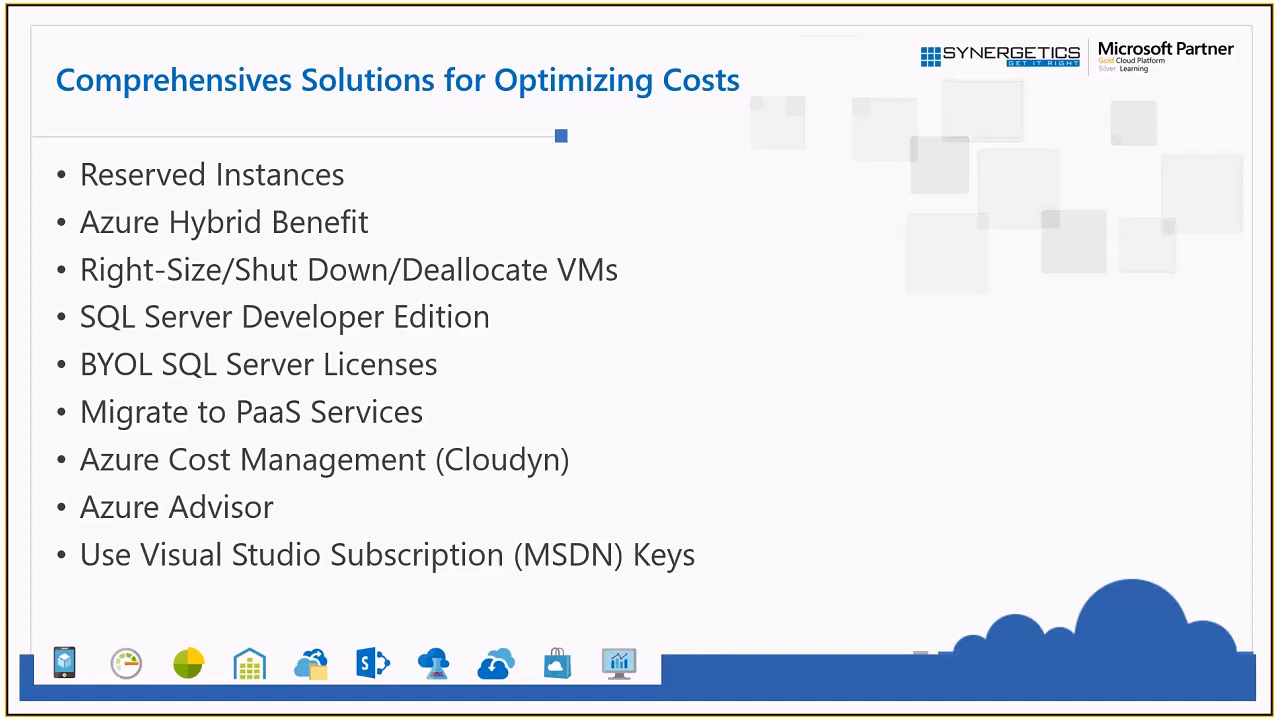 Comprehensives Solutions for Optimizing Costs
SYNERGETICS
GET IT RIGHT
Microsoft Partner
Gold Cloud Platform
Silver Learning
• Reserved Instances
• Azure Hybrid Benefit
• Right-Size/Shut Down/Deallocate VMs
• SQL Server Developer Edition
• BYOL SQL Server Licenses
• Migrate to PaaS Services
• Azure Cost Management (Cloudyn)
• Azure Advisor
• Use Visual Studio Subscription (MSDN) Keys